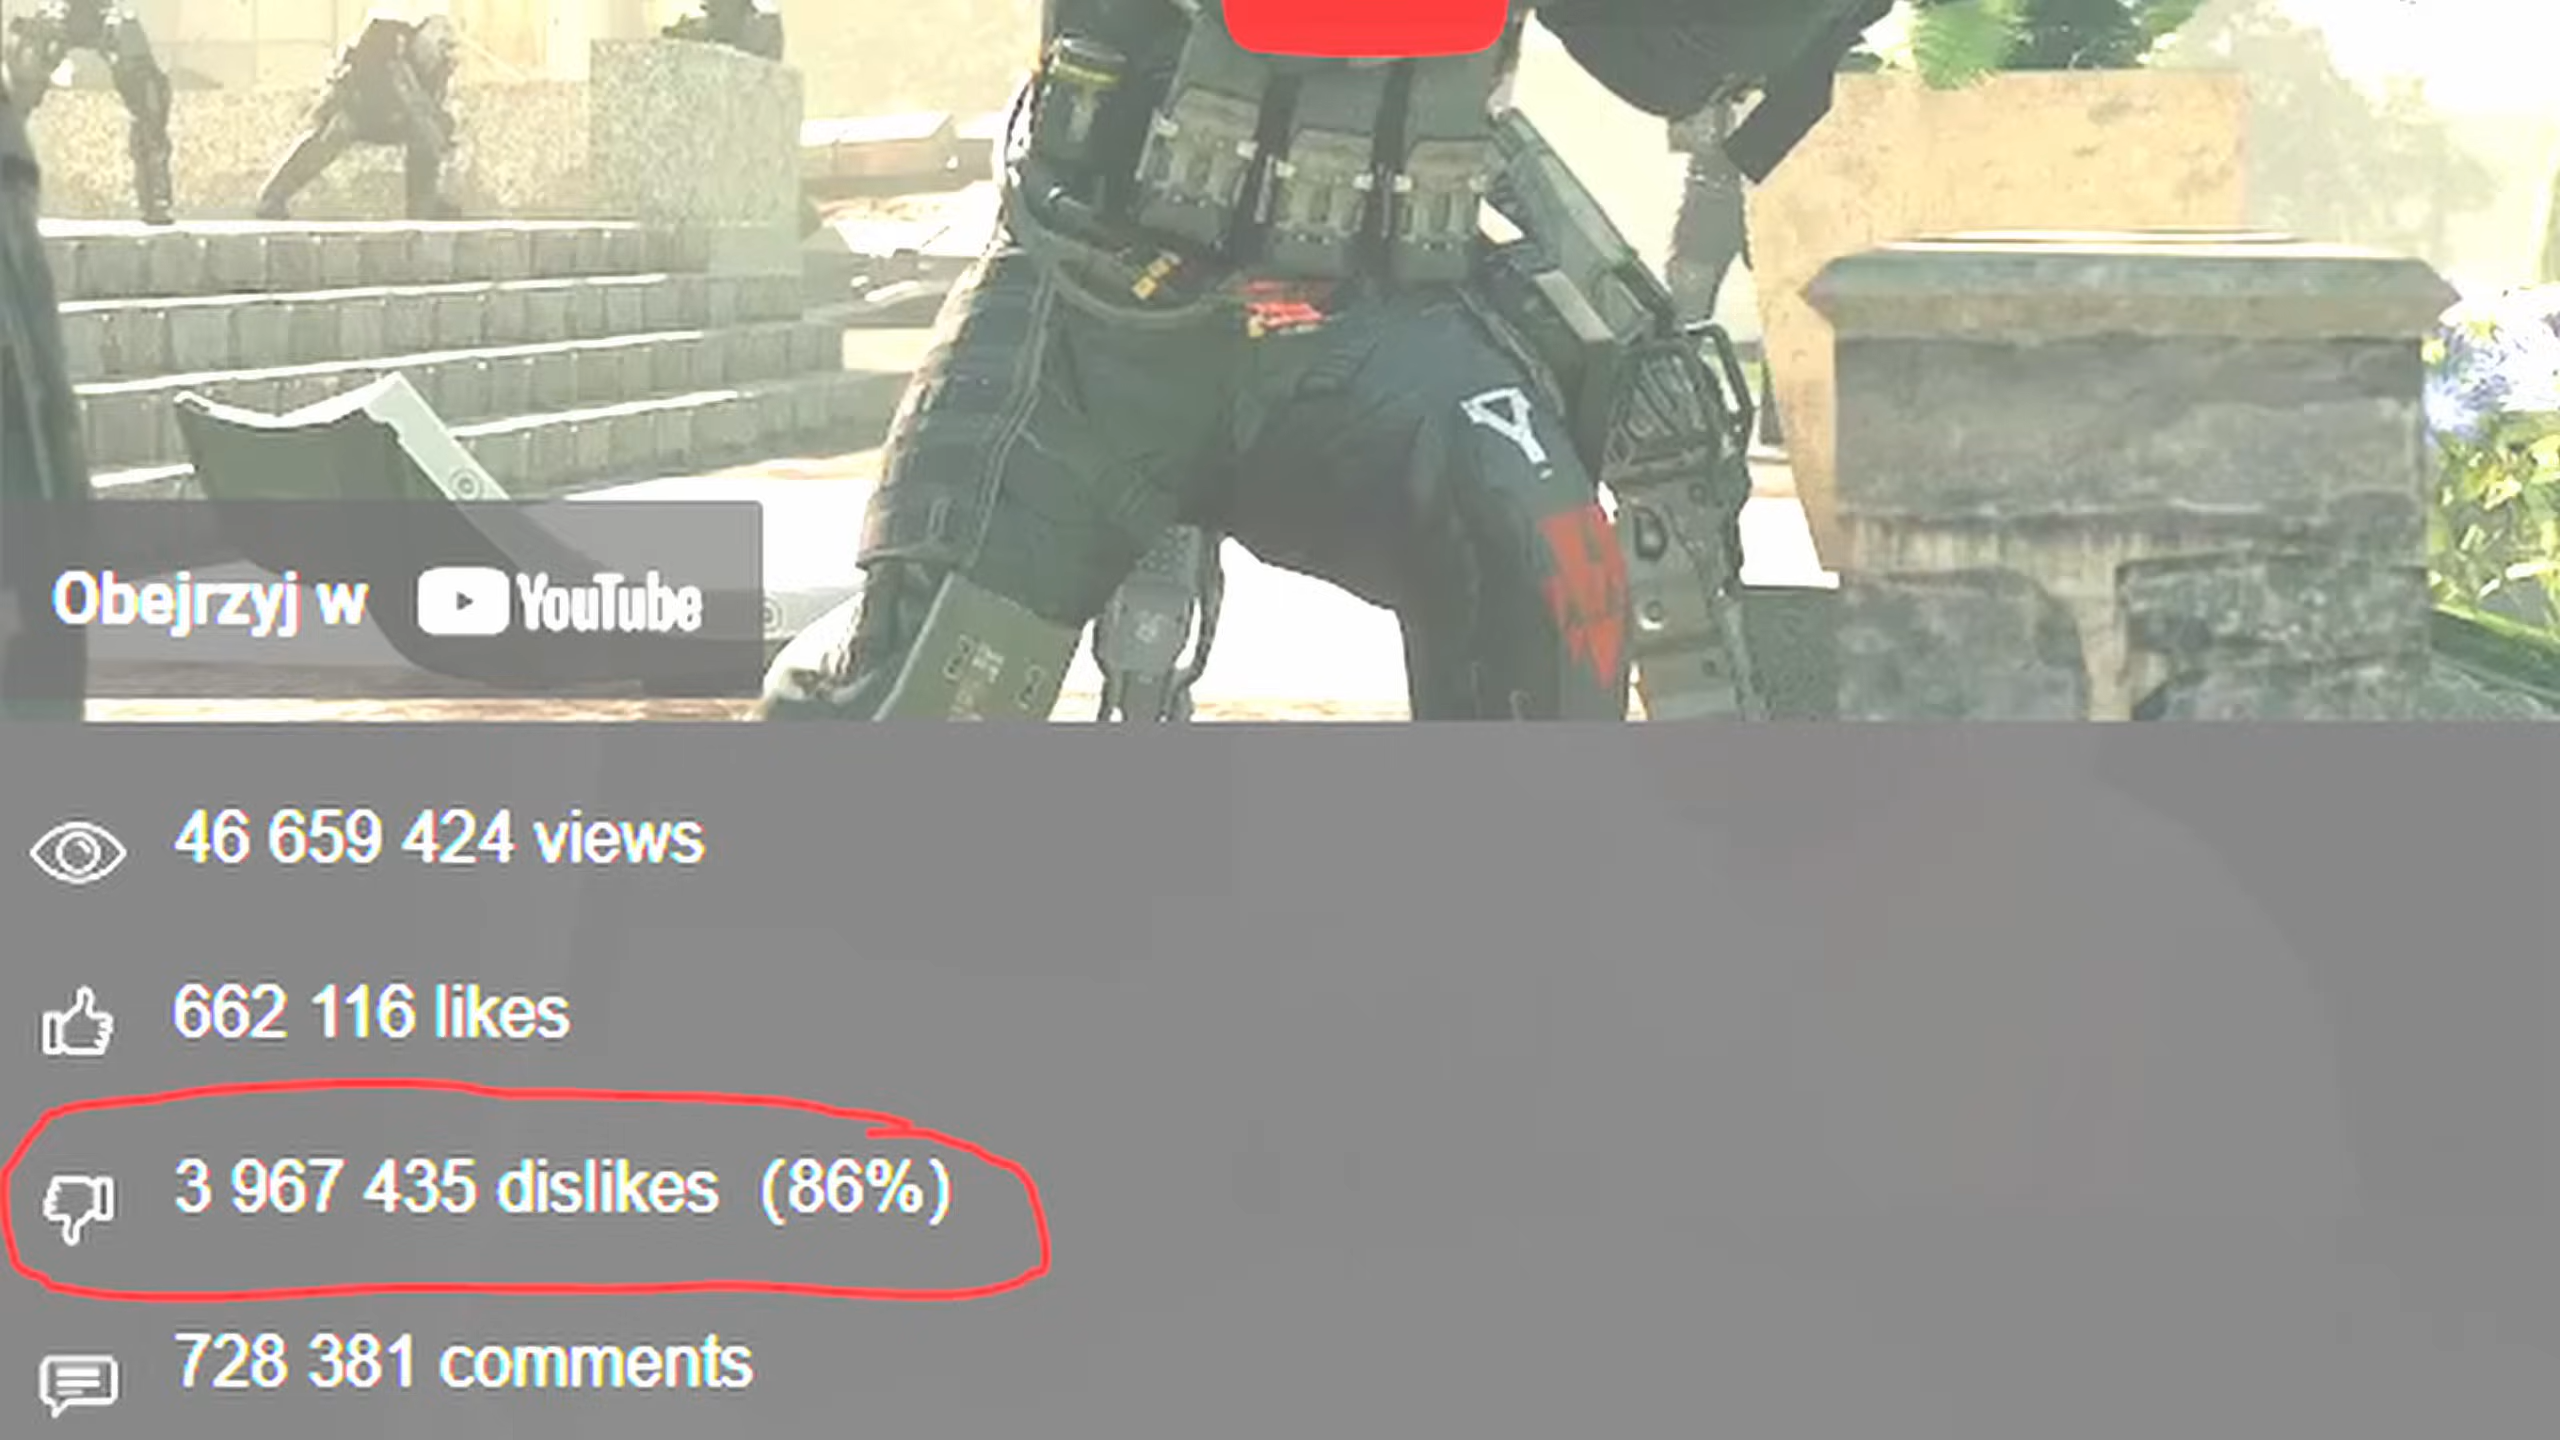 Obejrzyj w YouTube
46 659 424 views
662 116 likes
3 967 435 dislikes (86%)
728 381 comments